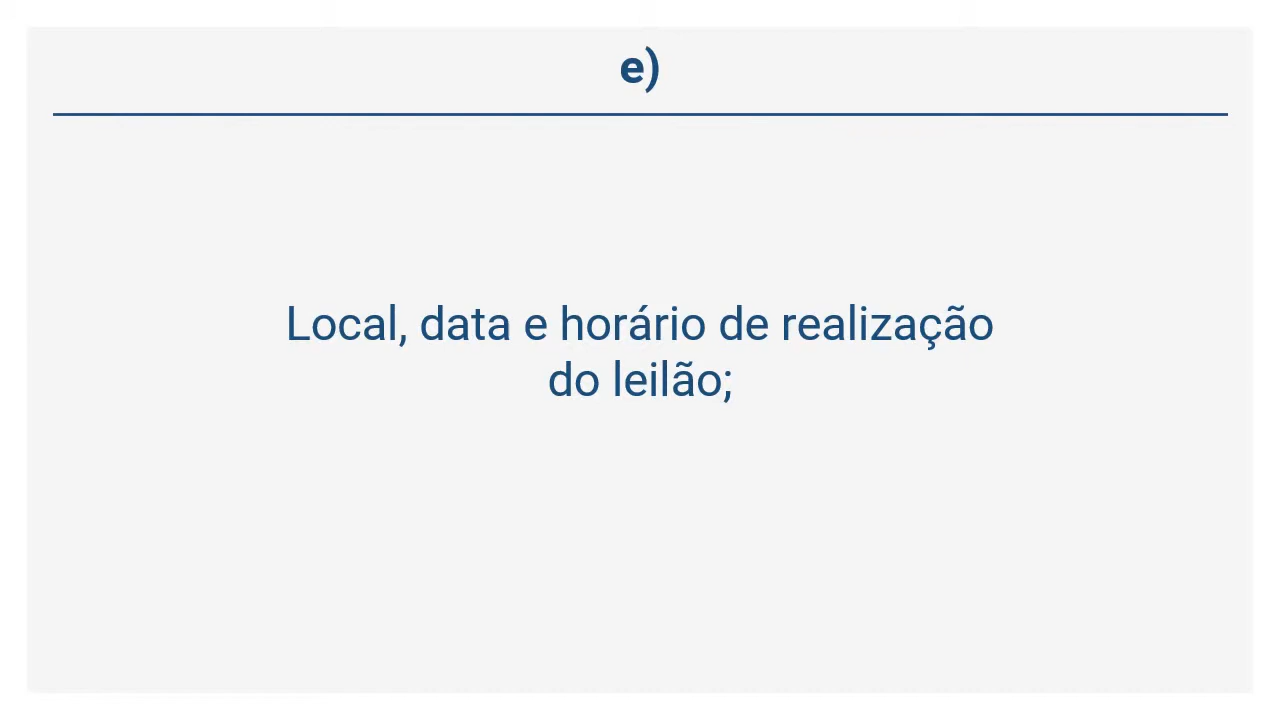 e)
Local, data e horário de realização
do leilão;